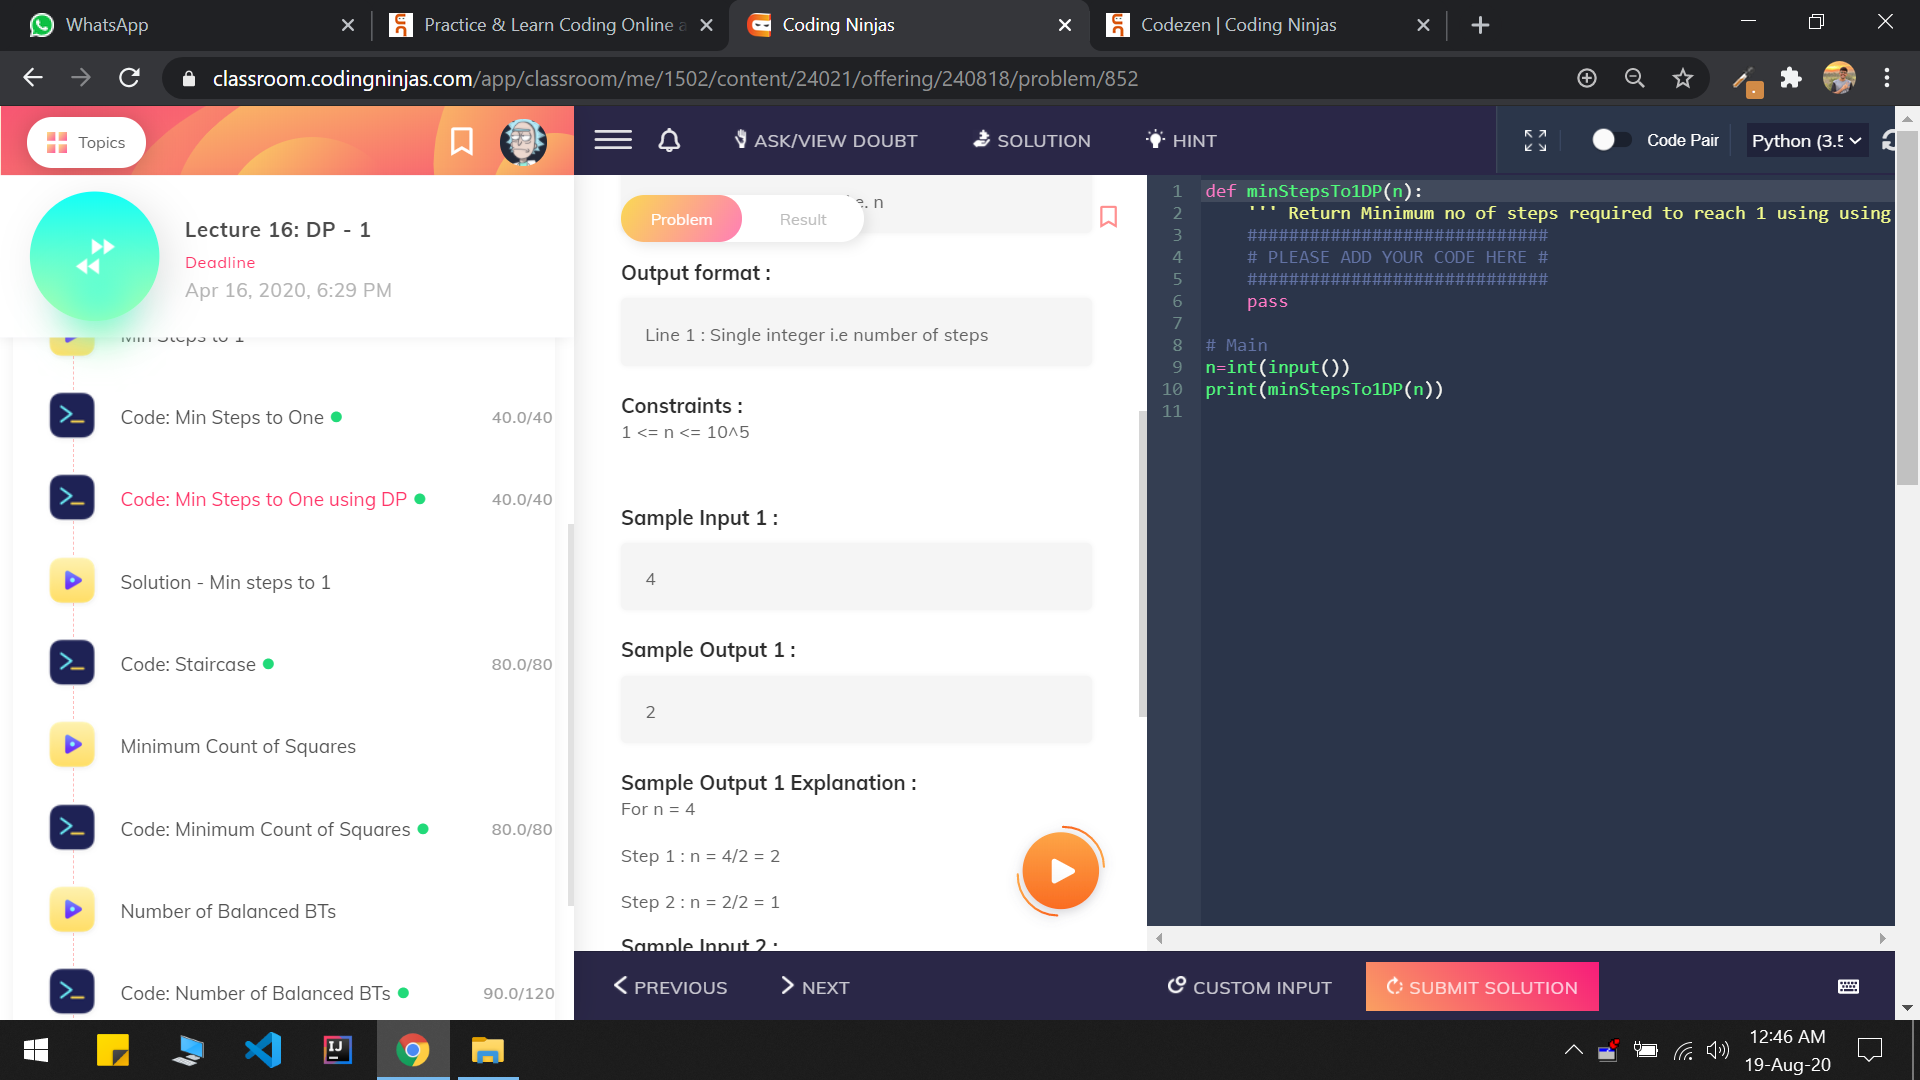 WhatsApp
Practice & Learn Coding Online a
Coding Ninjas
Codezen | Coding Ninjas
classroom.codingninjas.com/app/classroom/me/1502/content/24021/offering/240818/problem/852
Topics
ASK/VIEW DOUBT
SOLUTION
HINT
Code Pair
Python (3.5
Lecture 16: DP - 1
Deadline
Apr 16, 2020, 6:29 PM
Min Steps to 1
Code: Min Steps to One
40.0/40
Code: Min Steps to One using DP
40.0/40
Solution - Min steps to 1
Code: Staircase
80.0/80
Minimum Count of Squares
Code: Minimum Count of Squares
80.0/80
Number of Balanced BTs
Code: Number of Balanced BTs
90.0/120
Problem
Result
e. n
Output format :
Line 1 : Single integer i.e number of steps
Constraints :
1 <= n <= 10^5
Sample Input 1 :
4
Sample Output 1 :
2
Sample Output 1 Explanation :
For n = 4
Step 1 : n = 4/2 = 2
Step 2 : n = 2/2 = 1
Sample Input 2 :
1 def minStepsTo1DP(n):
2 ''' Return Minimum no of steps required to reach 1 using using
3 #############################
4 # PLEASE ADD YOUR CODE HERE #
5 #############################
6 pass
7
8 # Main
9 n=int(input())
10 print(minStepsTo1DP(n))
11
PREVIOUS
NEXT
CUSTOM INPUT
SUBMIT SOLUTION
12:46 AM
19-Aug-20